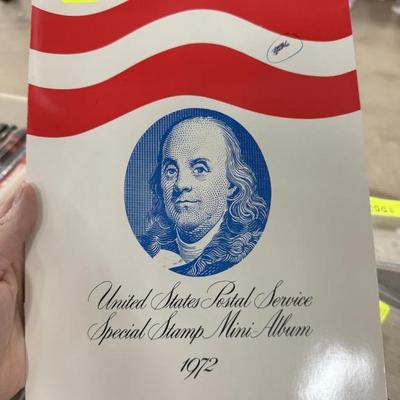 United States Postal Service
Special Stamp Mini-Album
1972